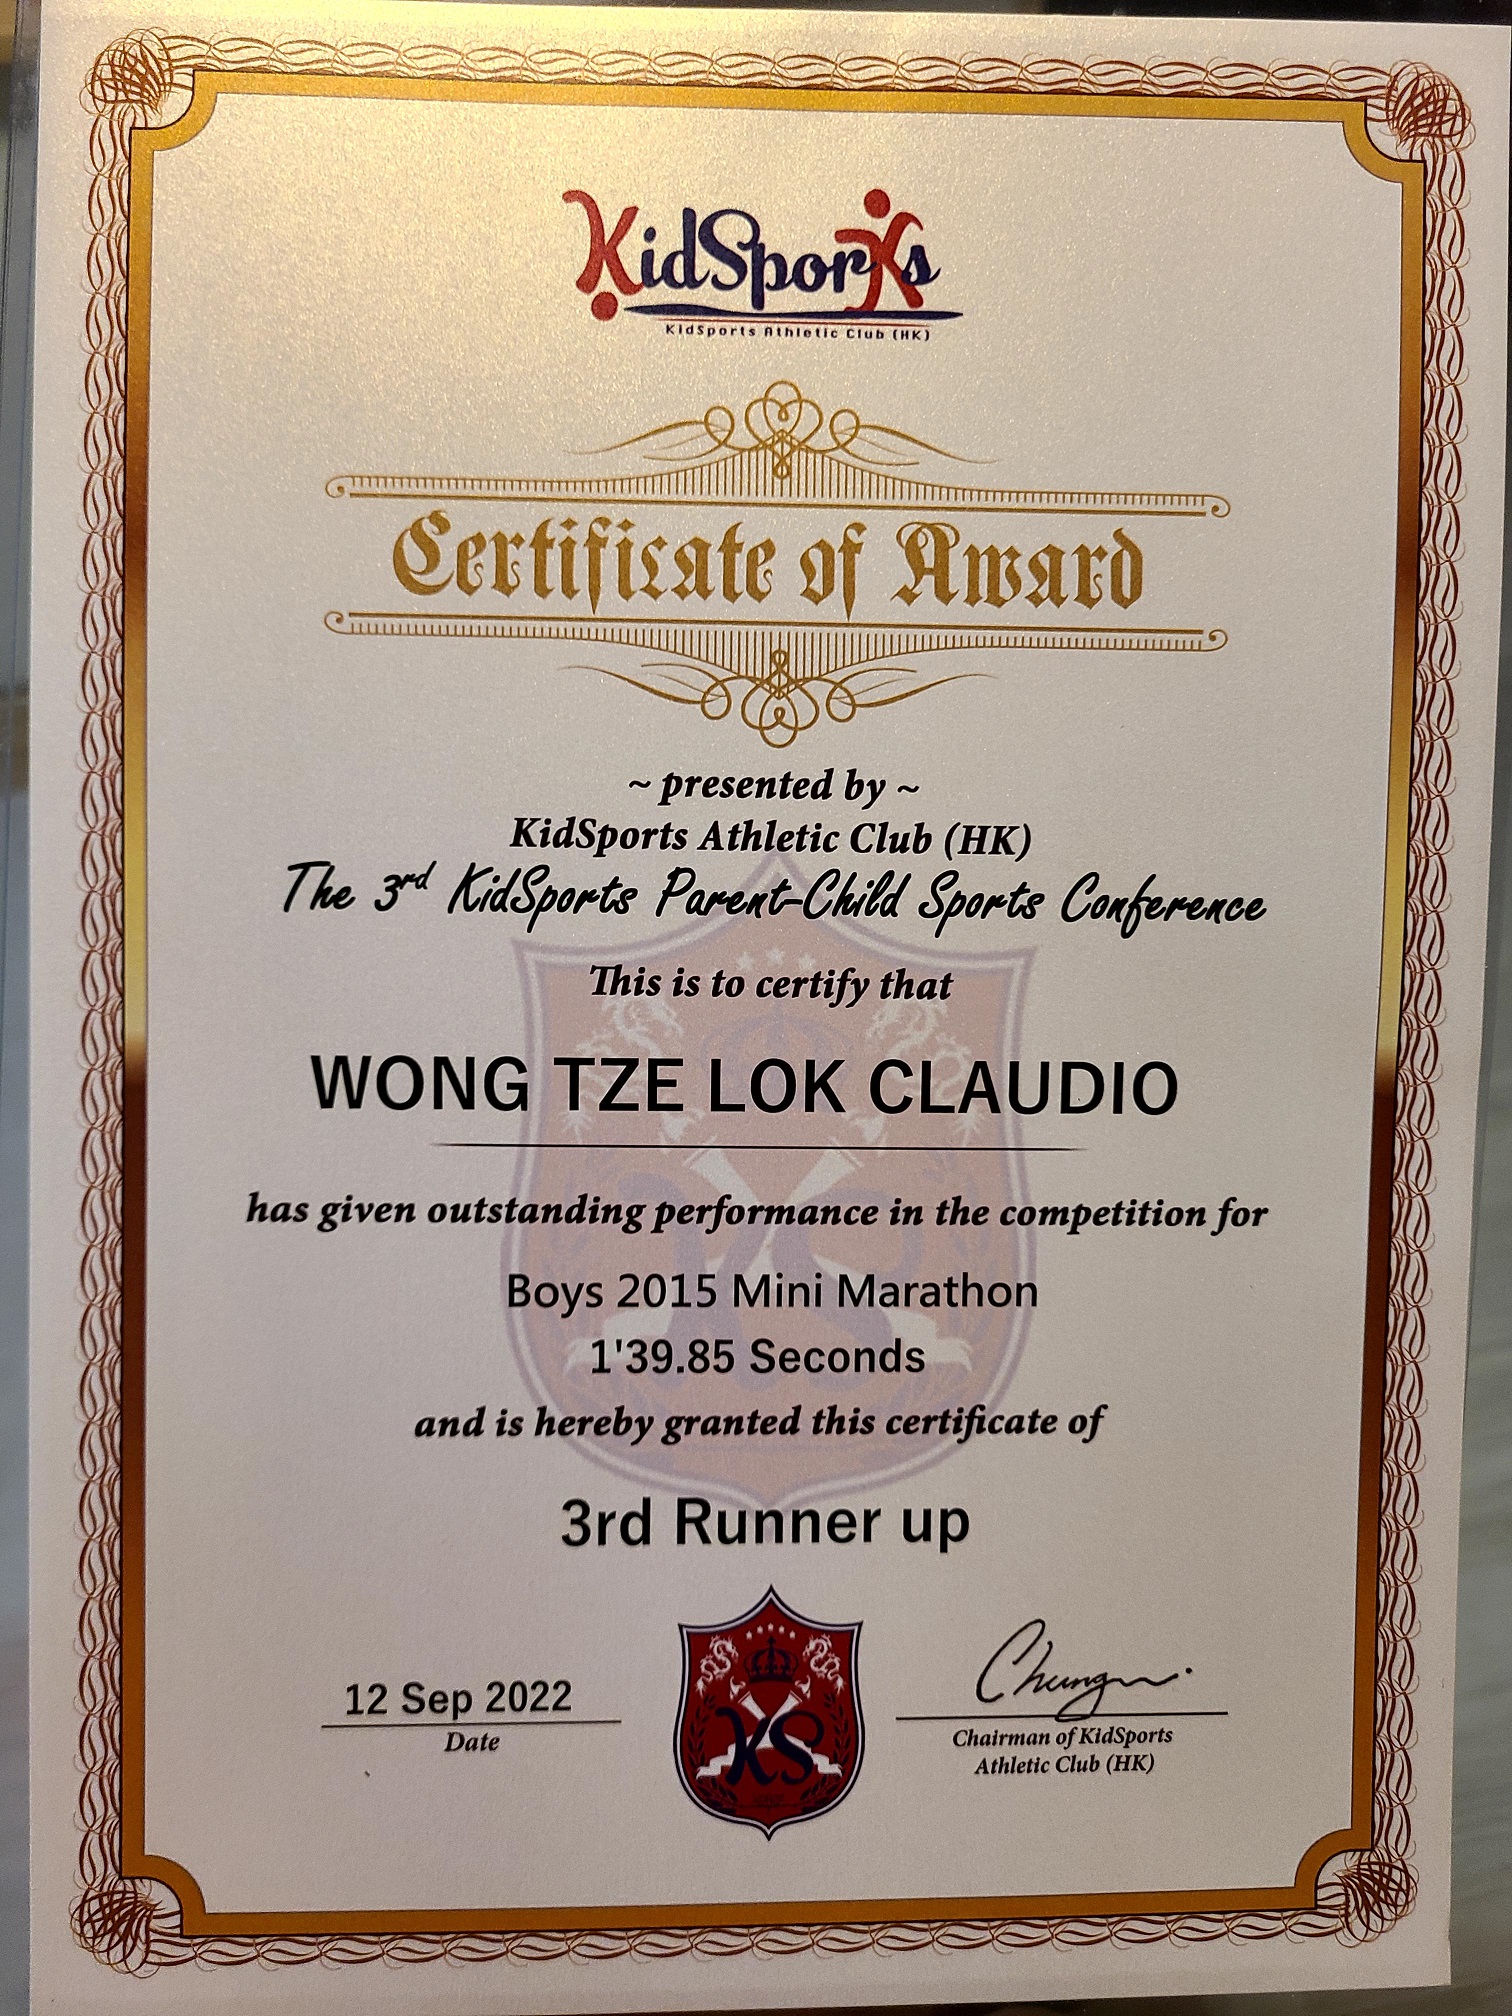 KidSports
KidSports Athletic Club (HK)
Certificate of Award
~ presented by ~
KidSports Athletic Club (HK)
The 3rd KidSports Parent-Child Sports Conference
This is to certify that
WONG TZE LOK CLAUDIO
has given outstanding performance in the competition for
Boys 2015 Mini Marathon
1'39.85 Seconds
and is hereby granted this certificate of
3rd Runner up
12 Sep 2022
Date
KS
Chairman of KidSports
Athletic Club (HK)